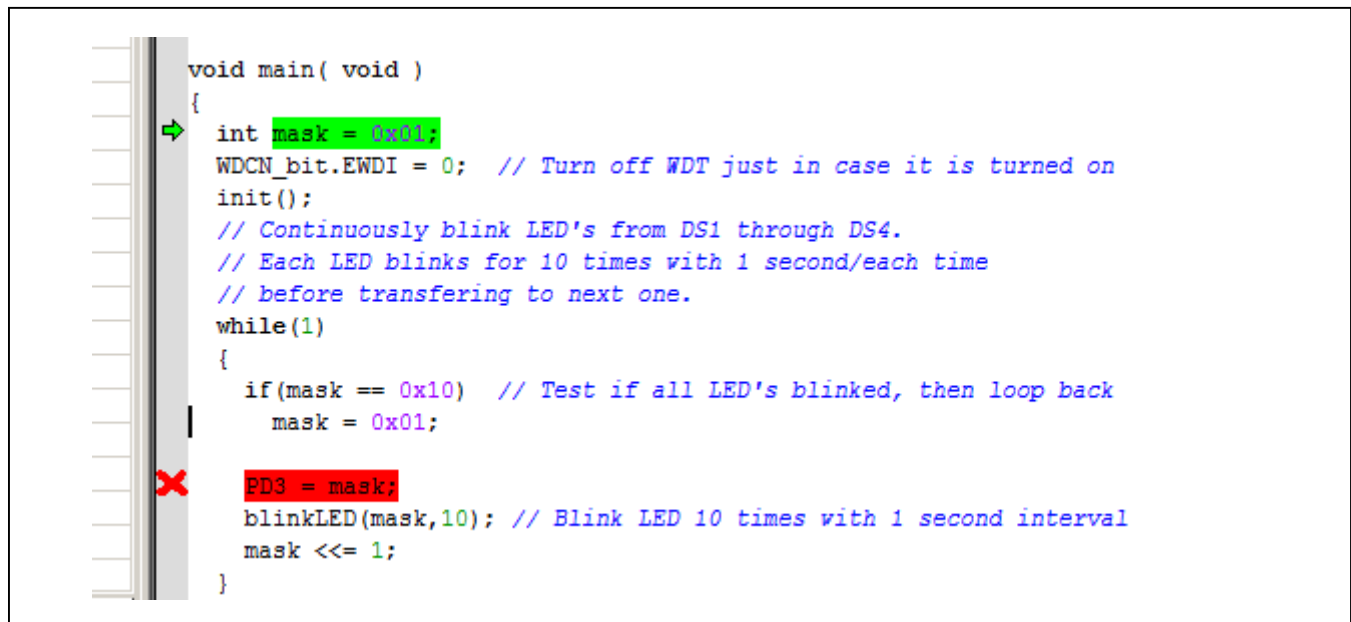 void main( void )
{
int mask = 0x01;
WDCN_bit.EWDI = 0; // Turn off WDT just in case it is turned on
init();
// Continuously blink LED's from DS1 through DS4.
// Each LED blinks for 10 times with 1 second/each time
// before transfering to next one.
while(1)
{
if(mask == 0x10) // Test if all LED's blinked, then loop back
mask = 0x01;
PD3 = mask;
blinkLED(mask,10); // Blink LED 10 times with 1 second interval
mask <<= 1;
}